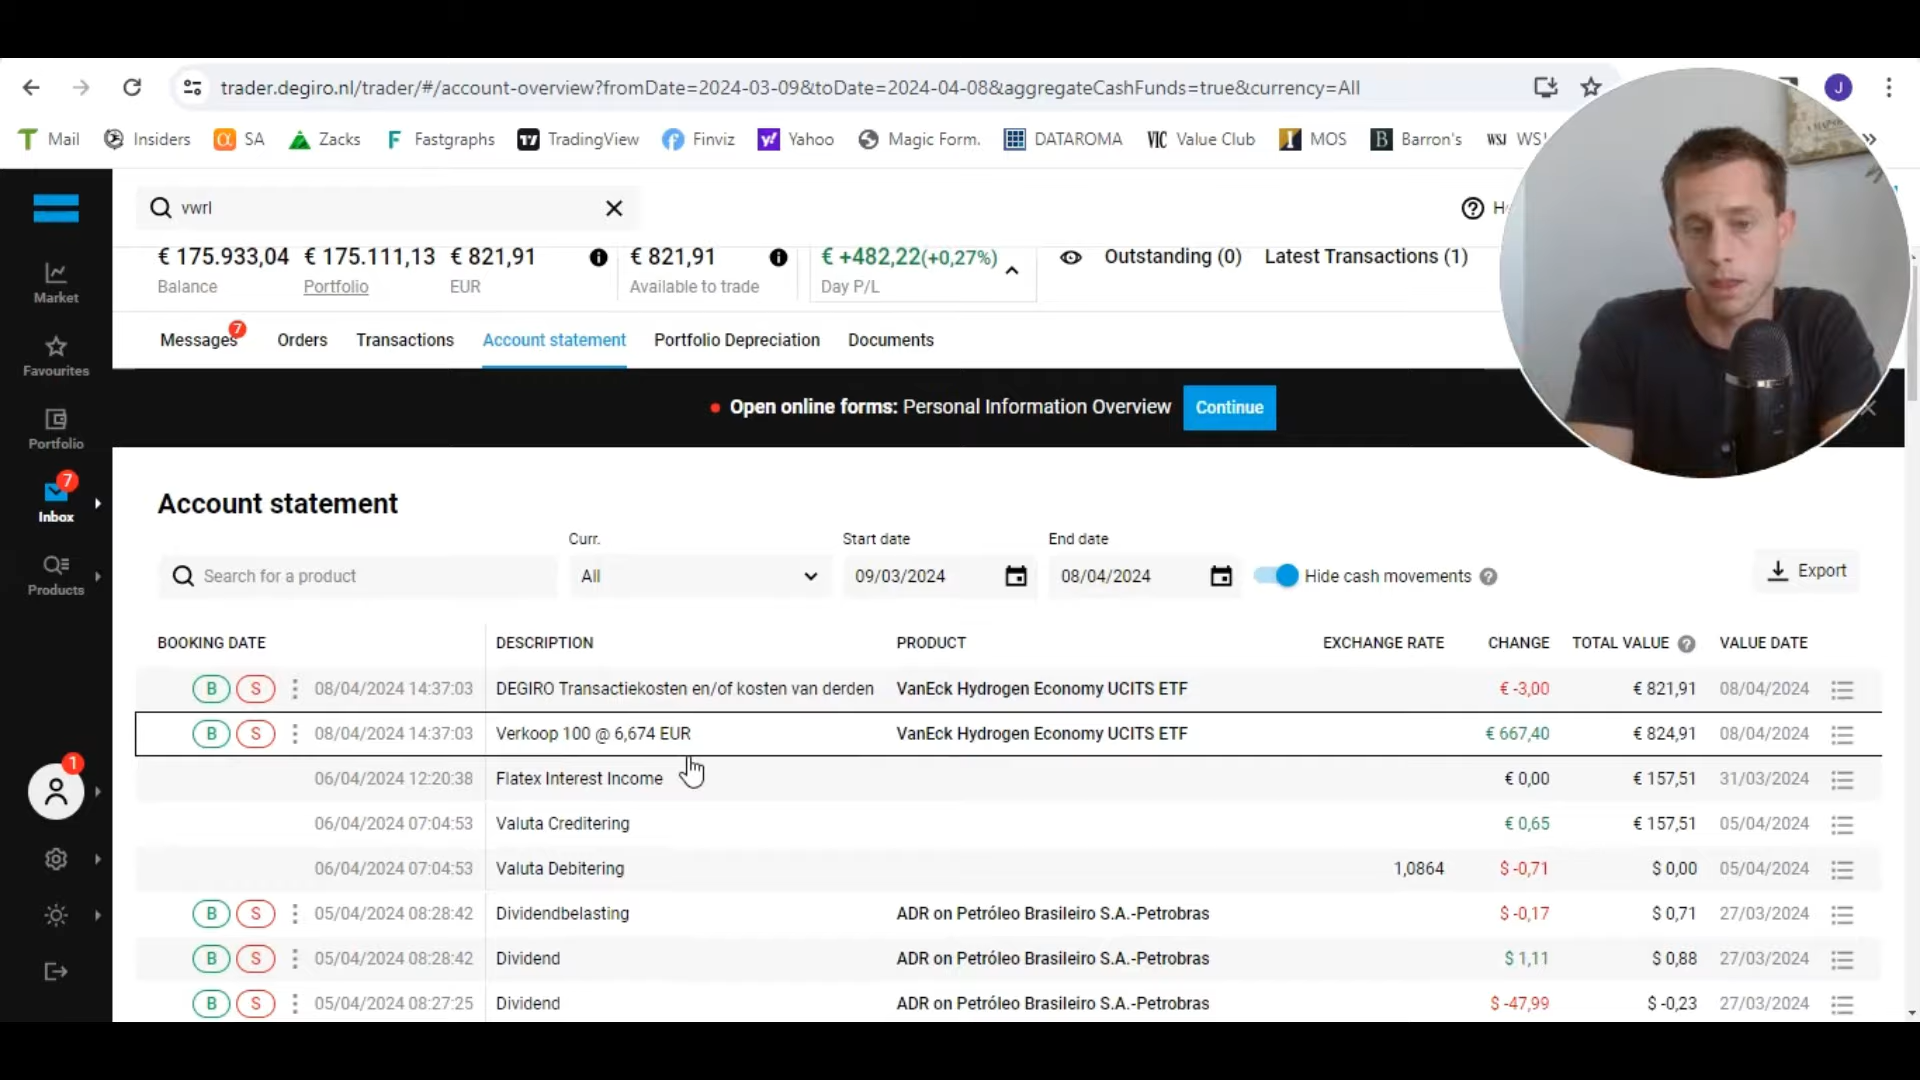 trader.degiro.nl/trader/#/account-overview?fromDate=2024-03-09&toDate=2024-04-08&aggregateCashFunds=true&currency=All
J
Mail Insiders SA Zacks Fastgraphs TradingView Finviz Yahoo Magic Form. DATAROMA VIC Value Club MOS Barron's WSJ
vwrl
€ 175.933,04 € 175.111,13 € 821,91 € 821,91 € +482,22(+0,27%) Outstanding (0) Latest Transactions (1)
Balance Portfolio EUR Available to trade Day P/L
Market
Favourites
Portfolio
7
Inbox
Products
1
Messages 7 Orders Transactions Account statement Portfolio Depreciation Documents
Open online forms: Personal Information Overview Continue
Account statement
Curr. Start date End date
Search for a product All 09/03/2024 08/04/2024 Hide cash movements Export
BOOKING DATE DESCRIPTION PRODUCT EXCHANGE RATE CHANGE TOTAL VALUE VALUE DATE
B S 08/04/2024 14:37:03 DEGIRO Transactiekosten en/of kosten van derden VanEck Hydrogen Economy UCITS ETF € -3,00 € 821,91 08/04/2024
B S 08/04/2024 14:37:03 Verkoop 100 @ 6,674 EUR VanEck Hydrogen Economy UCITS ETF € 667,40 € 824,91 08/04/2024
06/04/2024 12:20:38 Flatex Interest Income € 0,00 € 157,51 31/03/2024
06/04/2024 07:04:53 Valuta Creditering € 0,65 € 157,51 05/04/2024
06/04/2024 07:04:53 Valuta Debitering 1,0864 $ -0,71 $ 0,00 05/04/2024
B S 05/04/2024 08:28:42 Dividendbelasting ADR on Petróleo Brasileiro S.A.-Petrobras $ -0,17 $ 0,71 27/03/2024
B S 05/04/2024 08:28:42 Dividend ADR on Petróleo Brasileiro S.A.-Petrobras $ 1,11 $ 0,88 27/03/2024
B S 05/04/2024 08:27:25 Dividend ADR on Petróleo Brasileiro S.A.-Petrobras $ -47,99 $ -0,23 27/03/2024